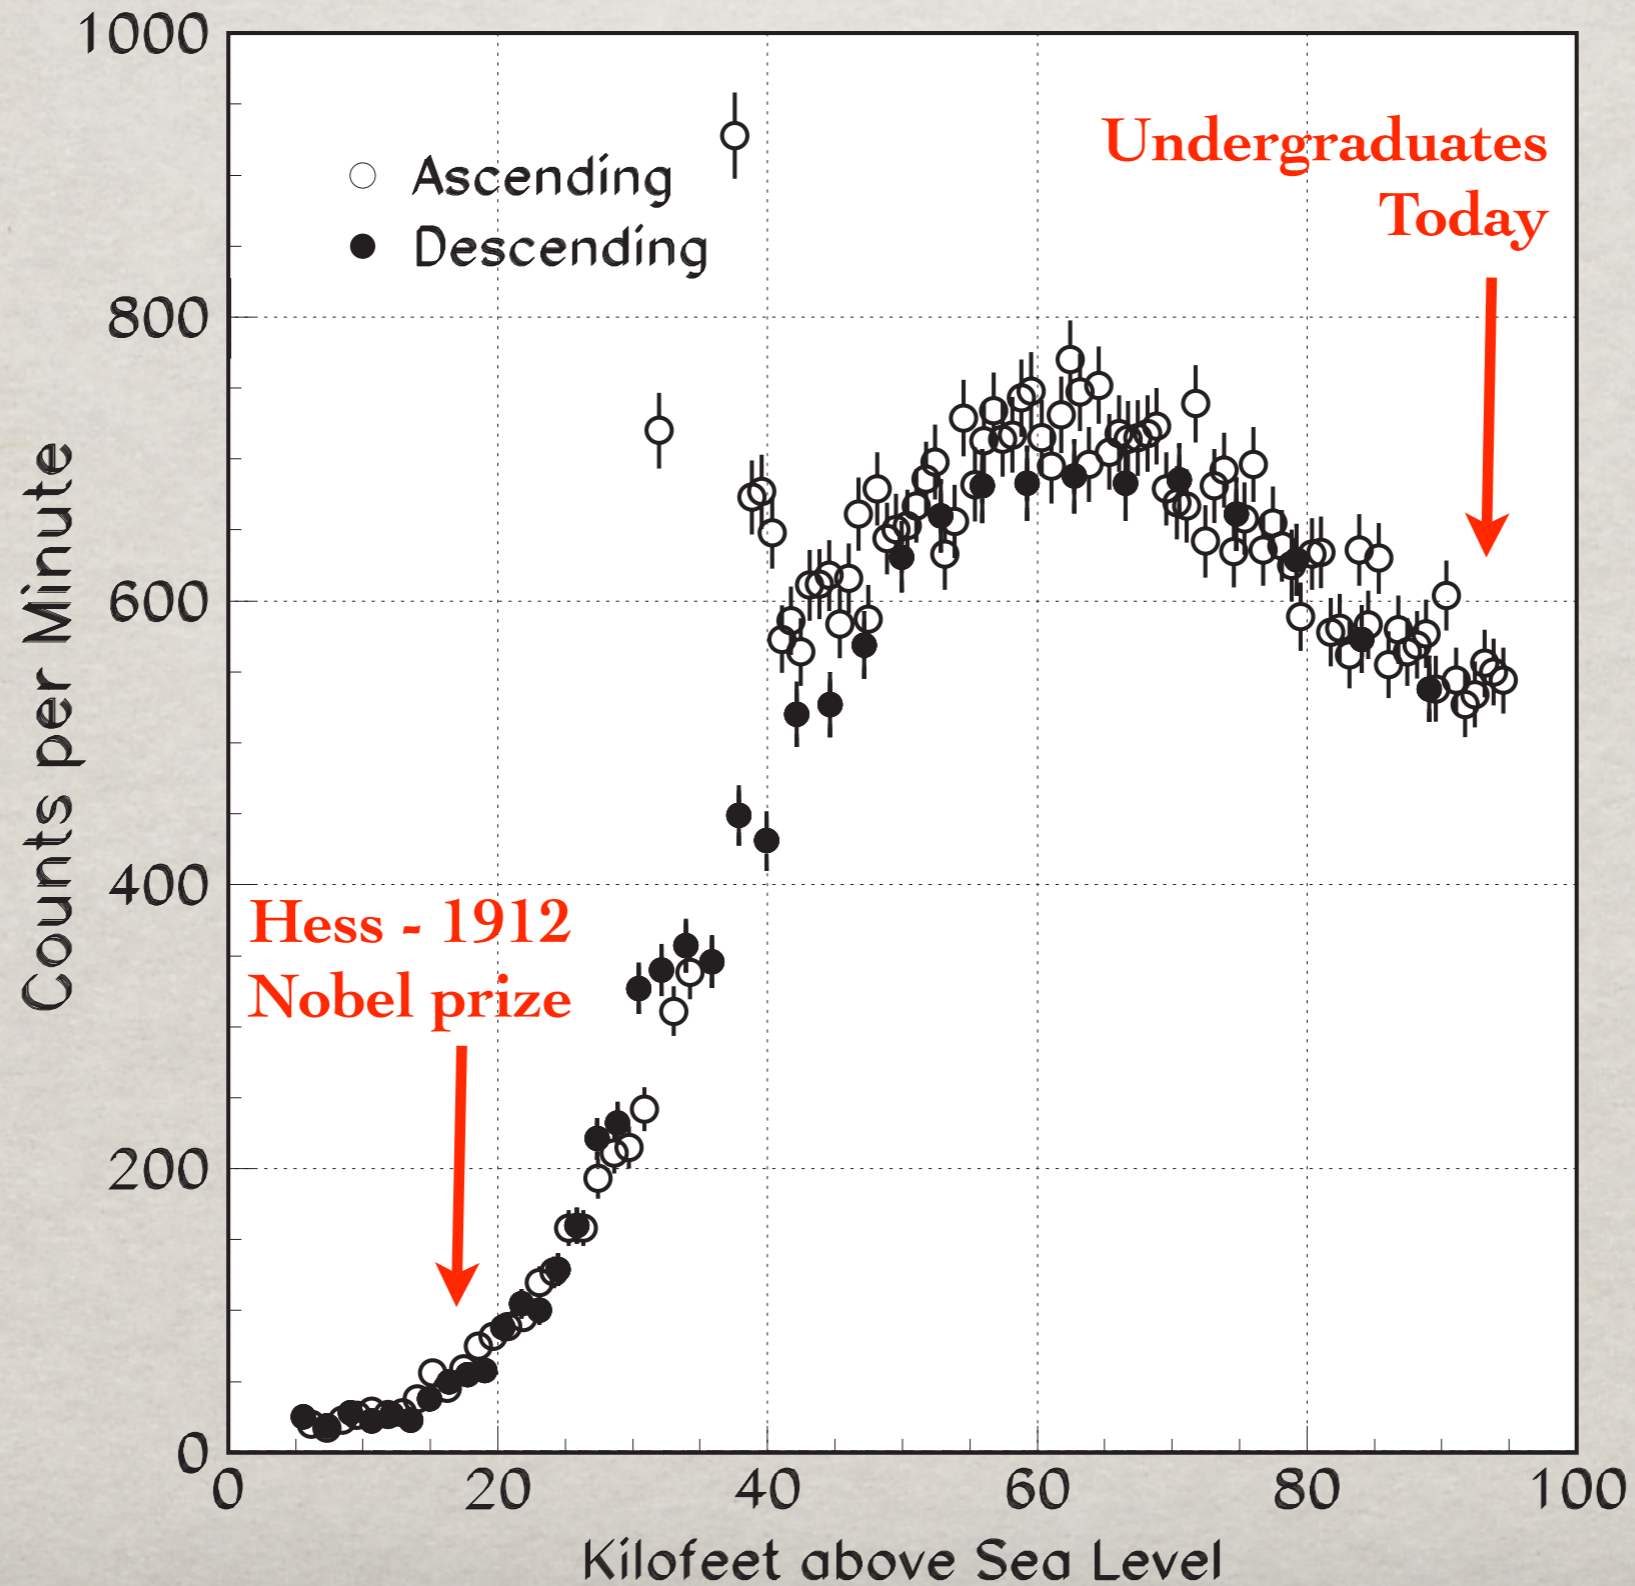 1000
800
600
400
200
0
Counts per Minute
Ascending
Descending
Undergraduates
Today
Hess - 1912
Nobel prize
0 20 40 60 80 100
Kilofeet above Sea Level